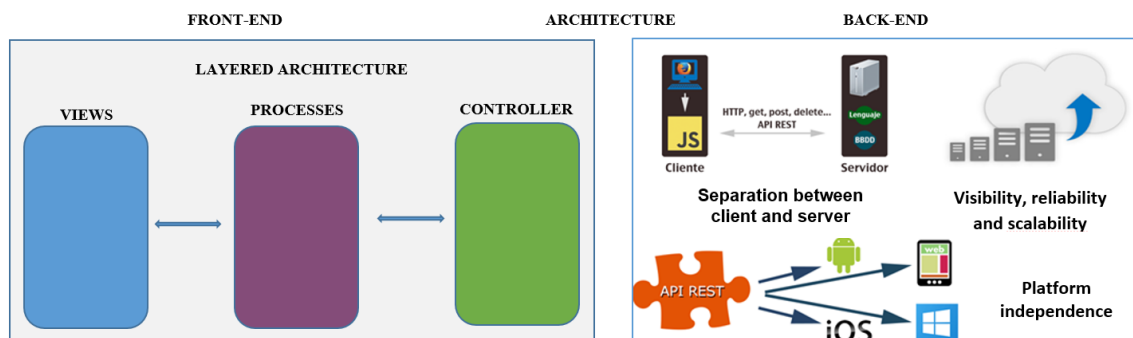 FRONT-END
ARCHITECTURE
BACK-END
LAYERED ARCHITECTURE
VIEWS
PROCESSES
CONTROLLER
JS
Cliente
HTTP, get, post, delete...
API REST
Lenguaje
BBDD
Servidor
Separation between
client and server
Visibility, reliability
and scalability
API REST
iOS
web
Platform
independence